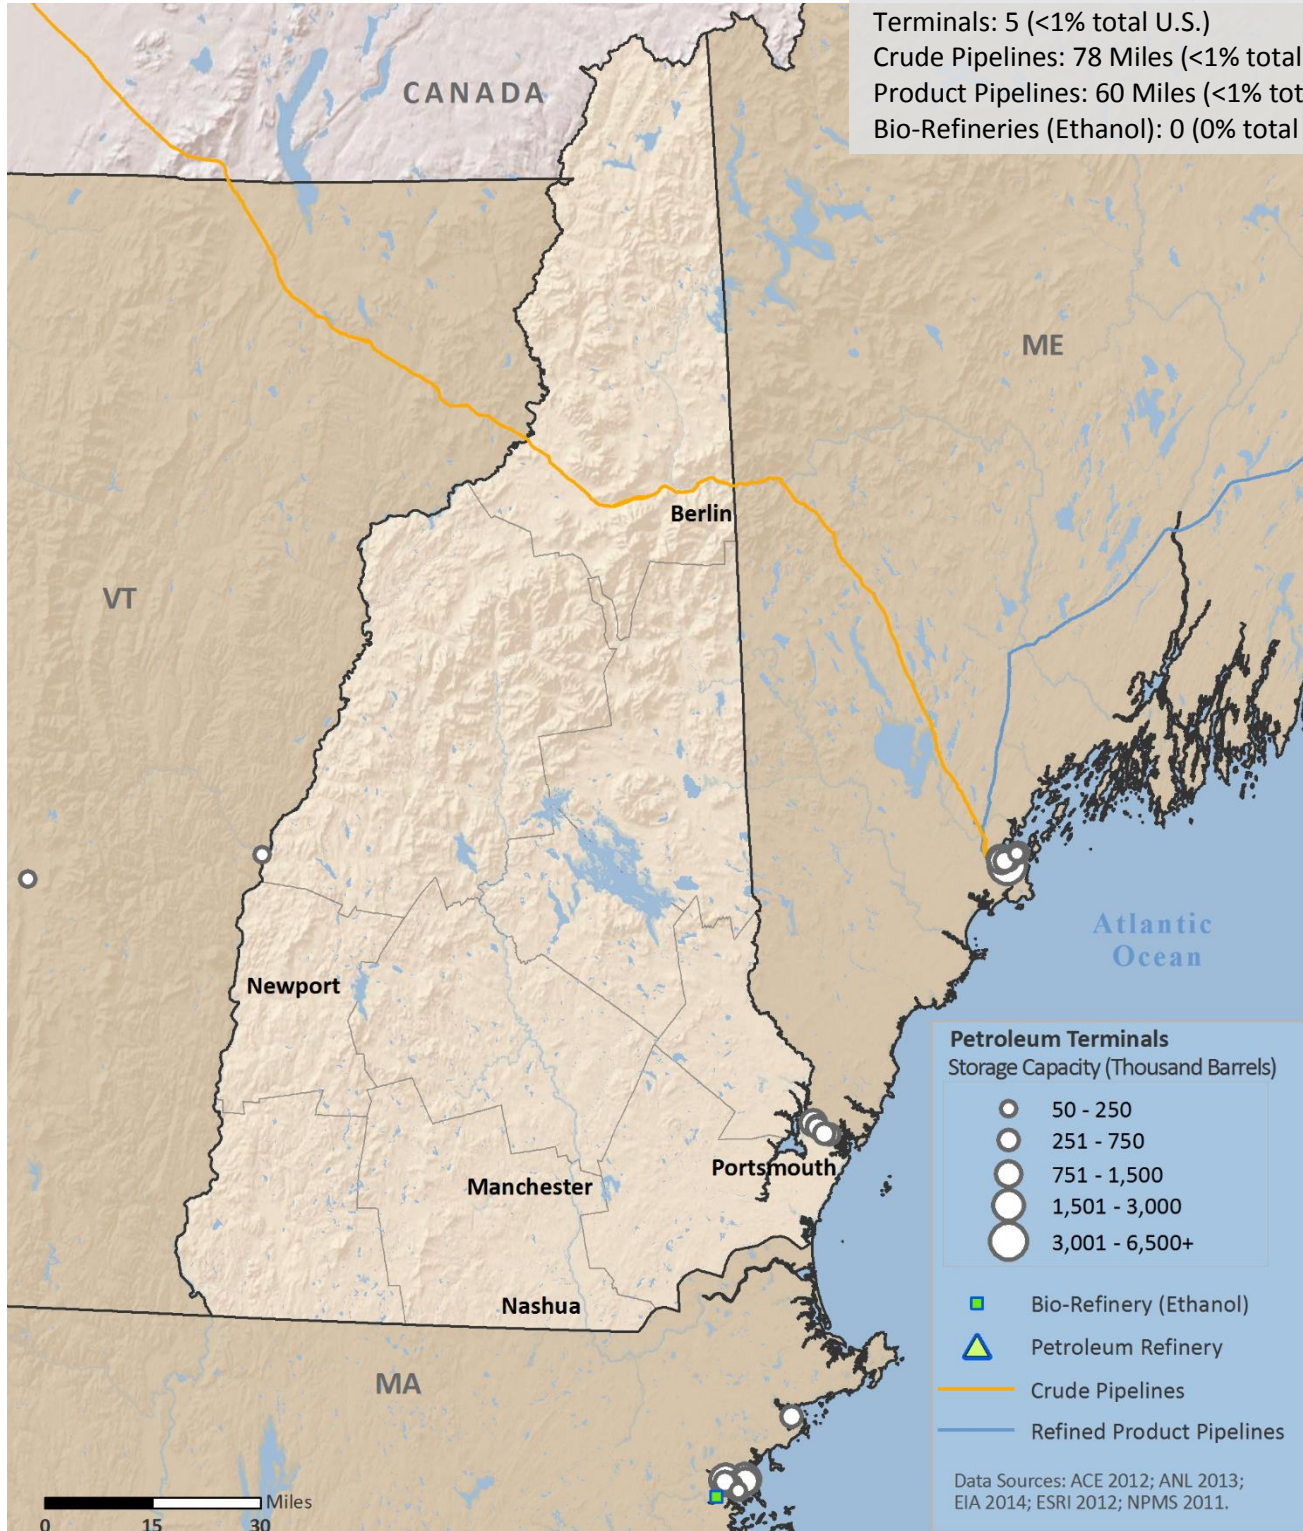 Terminals: 5 (<1% total U.S.)
Crude Pipelines: 78 Miles (<1% total
Product Pipelines: 60 Miles (<1% tot
Bio-Refineries (Ethanol): 0 (0% total
CANADA
ME
Berlin
VT
Atlantic
Ocean
Newport
Portsmouth
Manchester
Nashua
MA
Petroleum Terminals
Storage Capacity (Thousand Barrels)
50 - 250
251 - 750
751 - 1,500
1,501 - 3,000
3,001 - 6,500+
Bio-Refinery (Ethanol)
Petroleum Refinery
Crude Pipelines
Refined Product Pipelines
Data Sources: ACE 2012; ANL 2013;
EIA 2014; ESRI 2012; NPMS 2011.
Miles
0 15 30